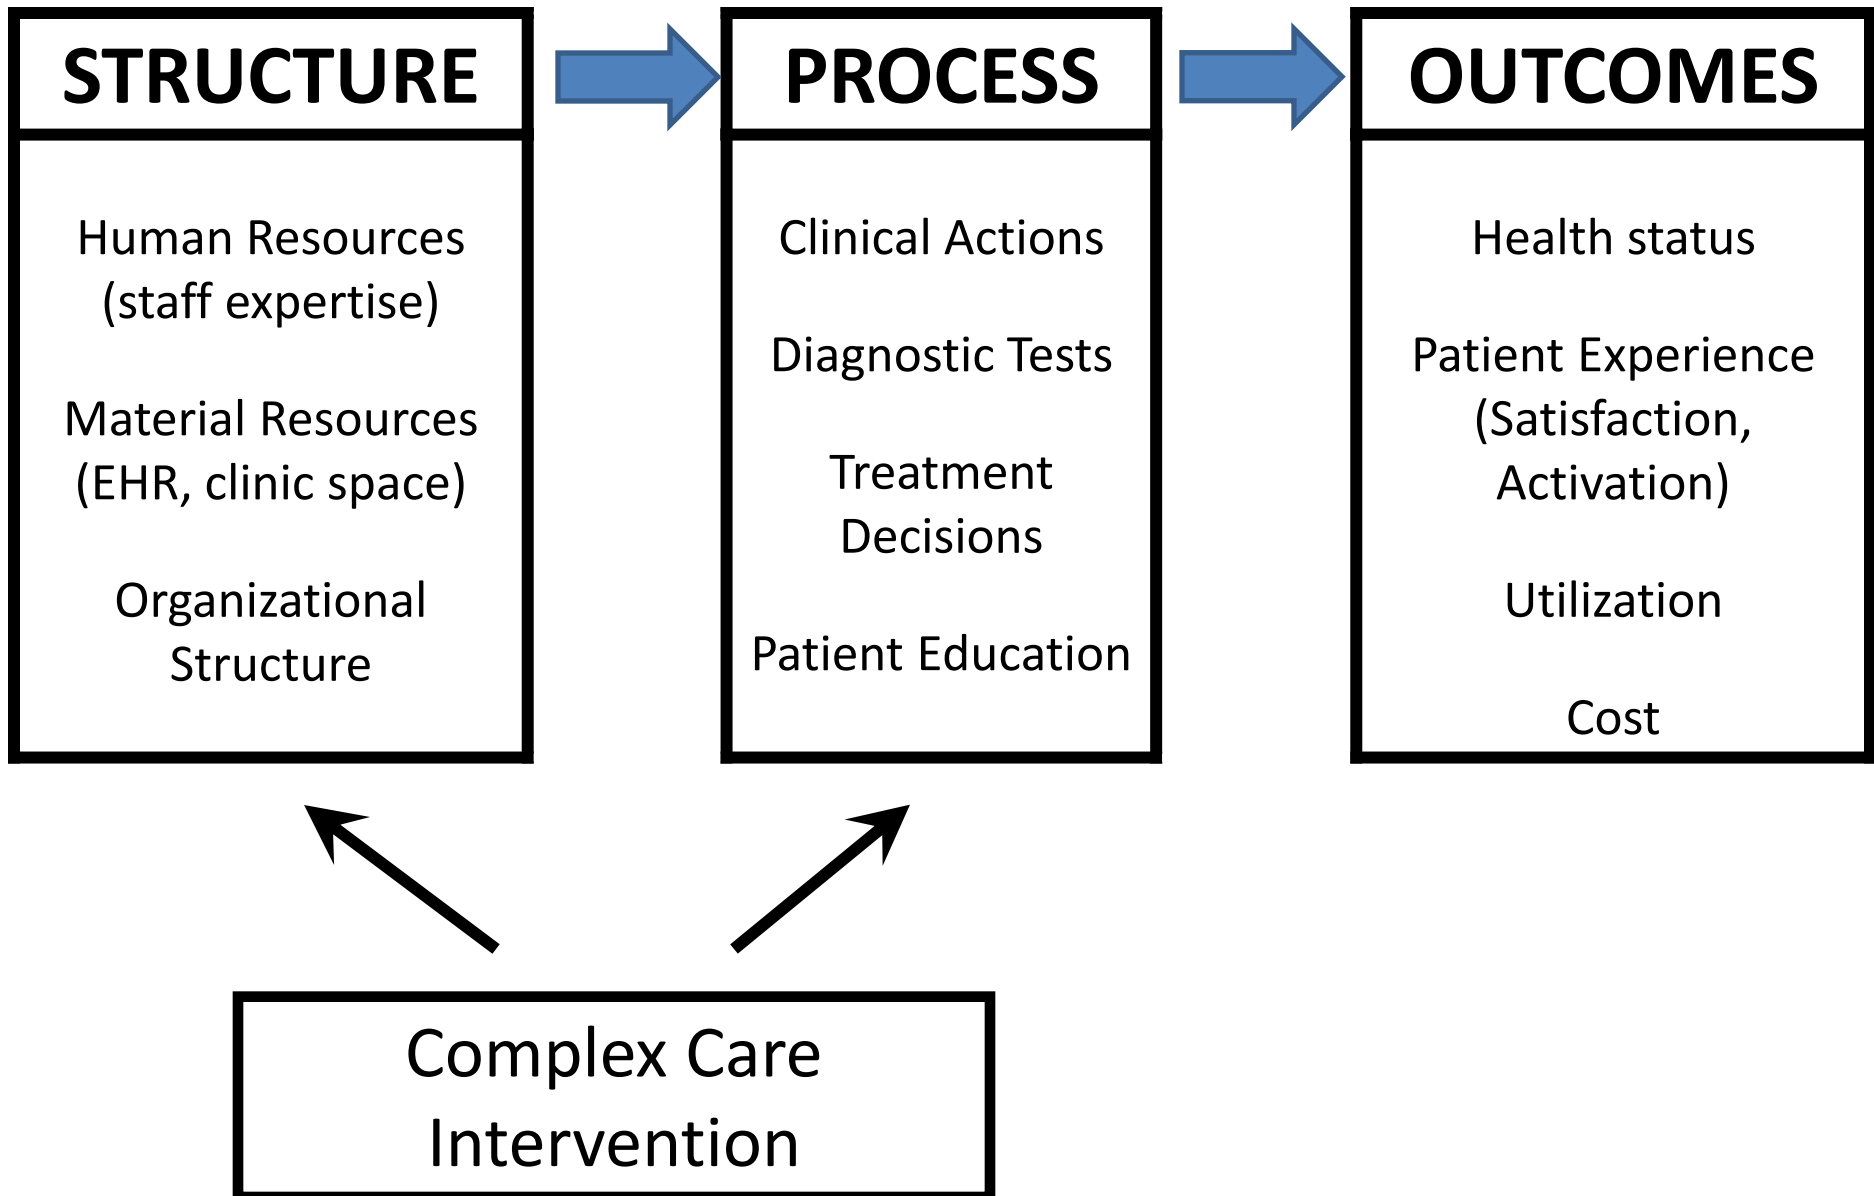 STRUCTURE
Human Resources
(staff expertise)
Material Resources
(EHR, clinic space)
Organizational
Structure
PROCESS
Clinical Actions
Diagnostic Tests
Treatment
Decisions
Patient Education
OUTCOMES
Health status
Patient Experience
(Satisfaction,
Activation)
Utilization
Cost
Complex Care
Intervention